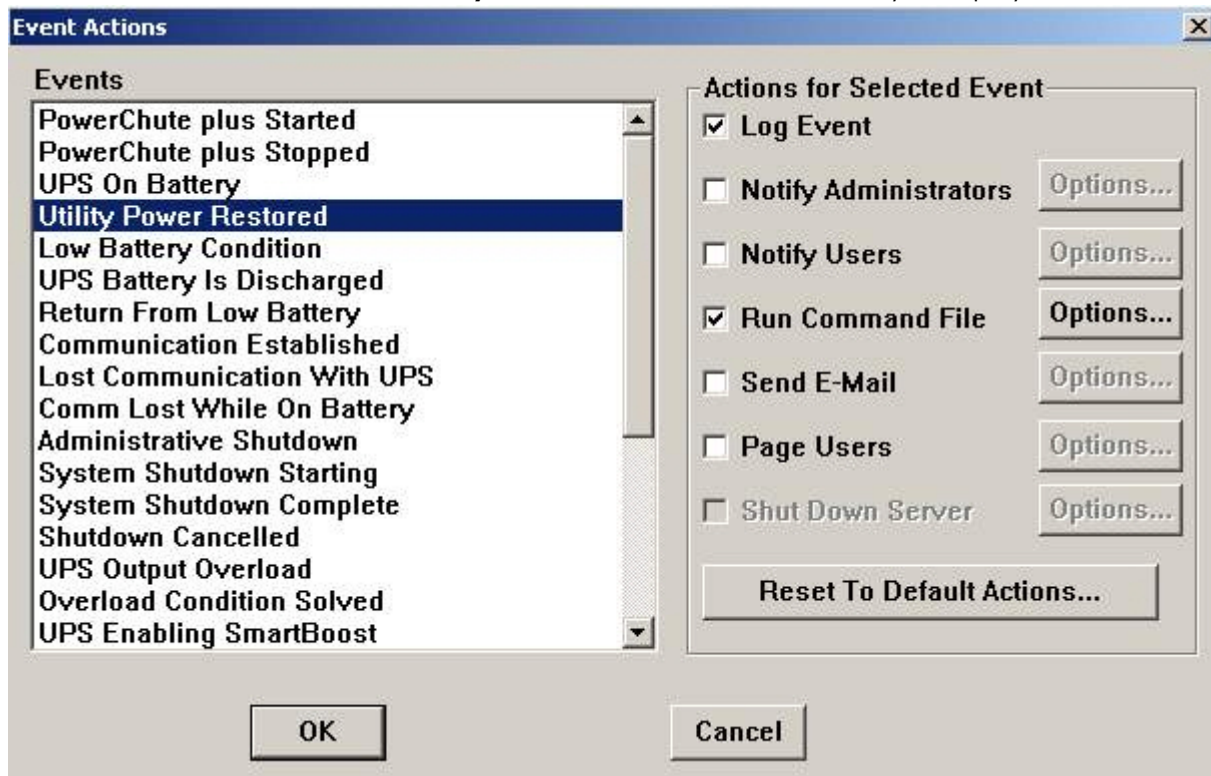 Event Actions
Events
PowerChute plus Started
PowerChute plus Stopped
UPS On Battery
Utility Power Restored
Low Battery Condition
UPS Battery Is Discharged
Return From Low Battery
Communication Established
Lost Communication With UPS
Comm Lost While On Battery
Administrative Shutdown
System Shutdown Starting
System Shutdown Complete
Shutdown Cancelled
UPS Output Overload
Overload Condition Solved
UPS Enabling SmartBoost
Actions for Selected Event
Log Event
Notify Administrators Options...
Notify Users Options...
Run Command File Options...
Send E-Mail Options...
Page Users Options...
Shut Down Server Options...
Reset To Default Actions...
OK Cancel